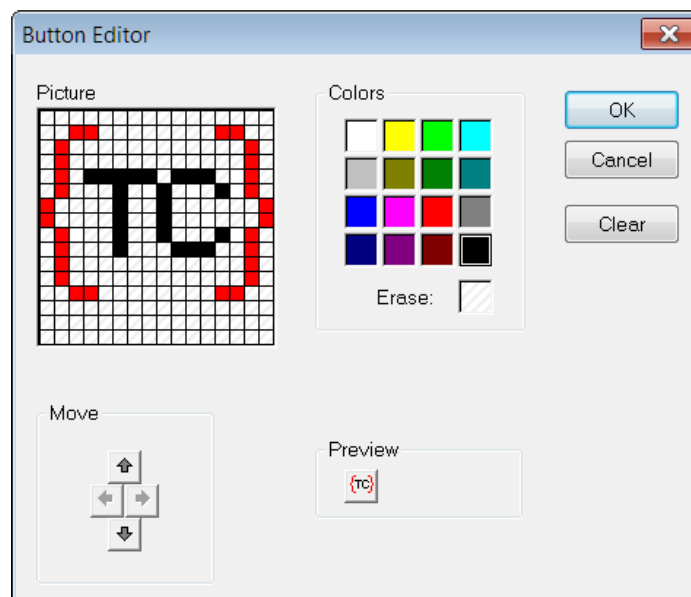 Button Editor
Picture
{TC}
Colors
OK
Cancel
Clear
Erase:
Move
Preview
{TC}